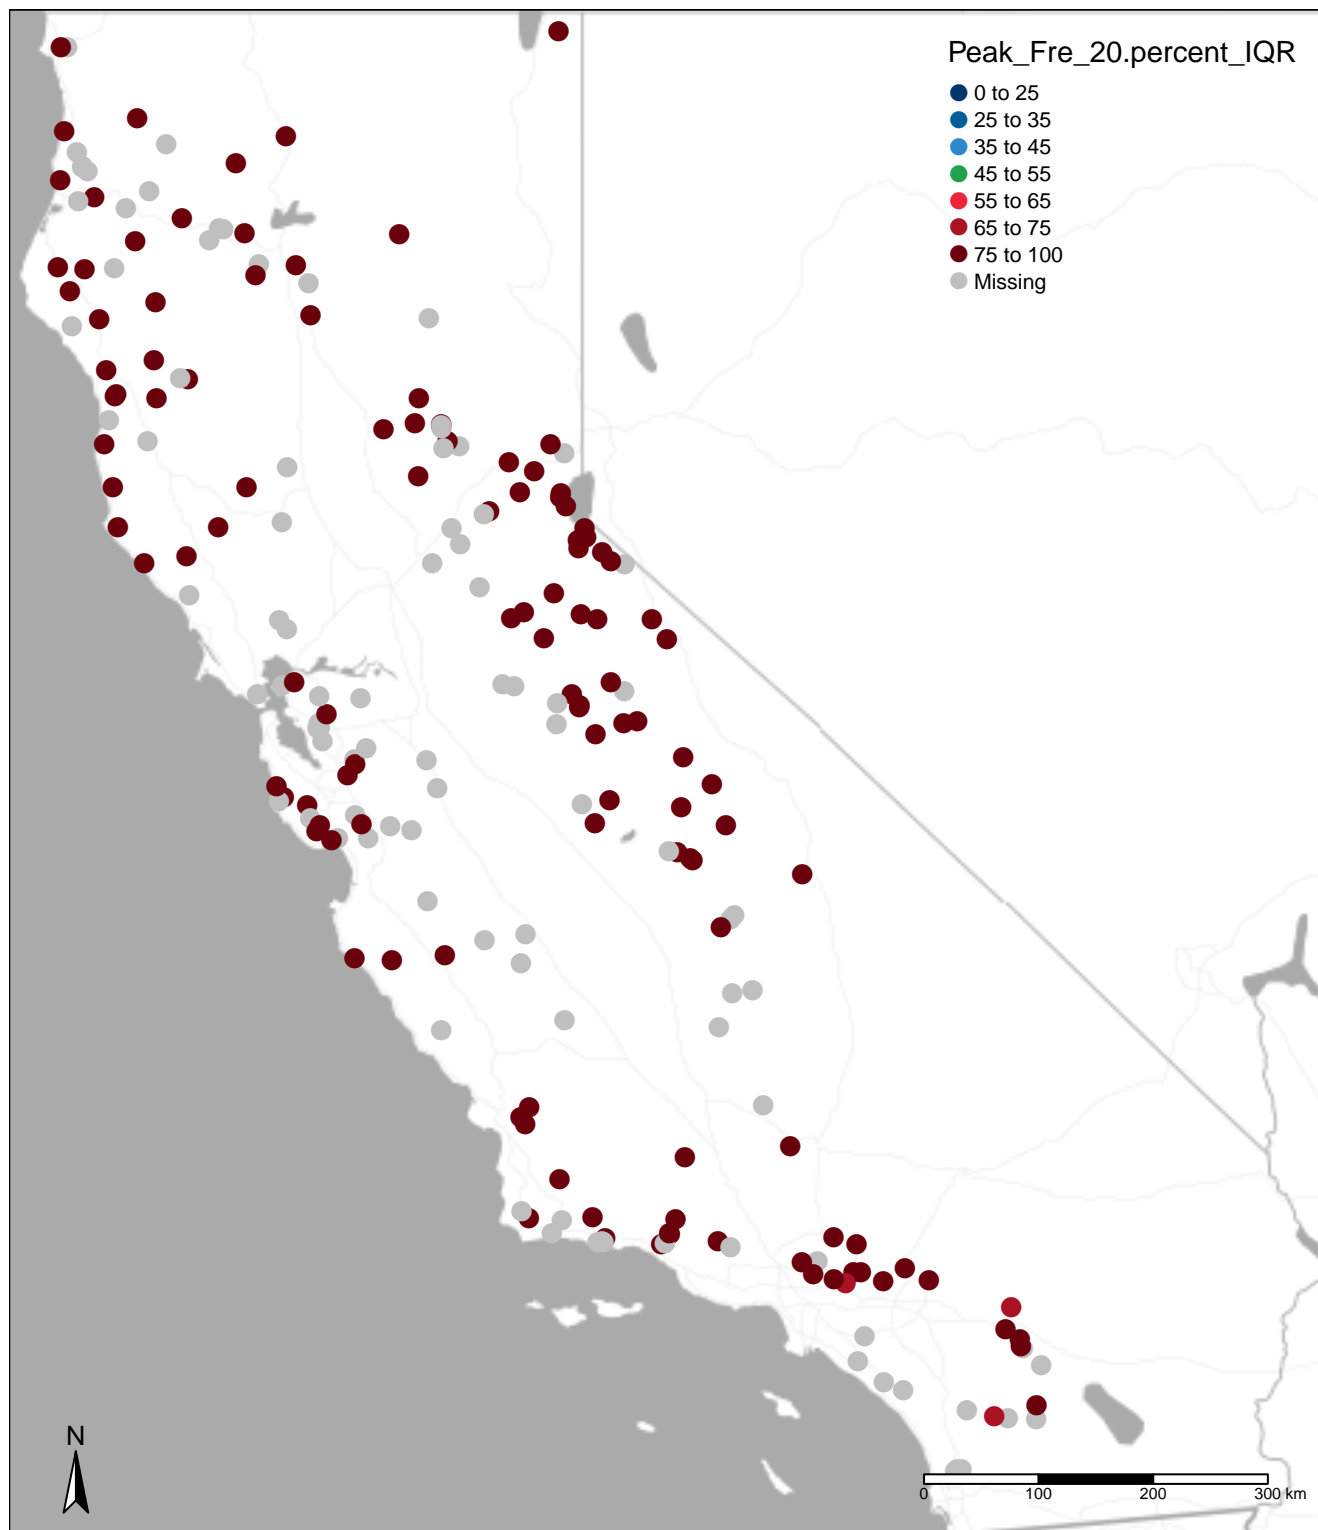 Peak_Fre_20.percent_IQR
0 to 25
25 to 35
35 to 45
45 to 55
55 to 65
65 to 75
75 to 100
Missing
N
0 100 200 300 km